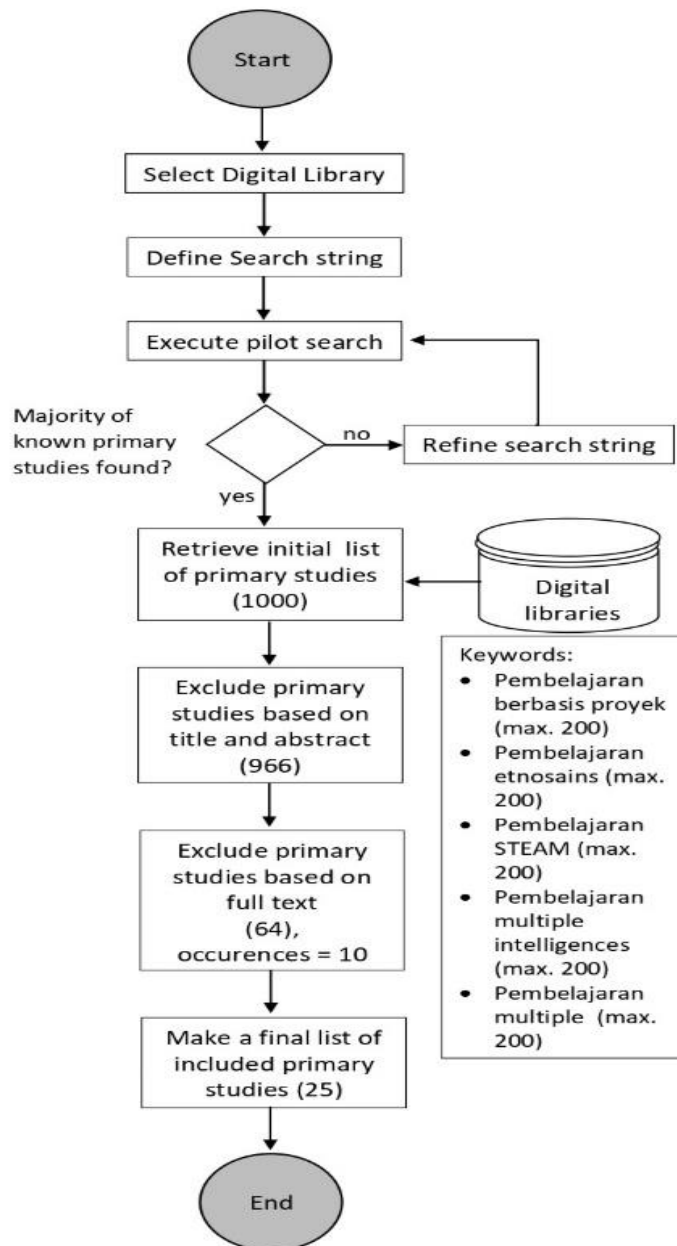 Start
Select Digital Library
Define Search string
Execute pilot search
Majority of
known primary
studies found?
no
Refine search string
yes
Retrieve initial list
of primary studies
(1000)
Digital
libraries
Keywords:
• Pembelajaran
berbasis proyek
(max. 200)
• Pembelajaran
etnosains (max.
200)
• Pembelajaran
STEAM (max.
200)
• Pembelajaran
multiple
intelligences
(max. 200)
• Pembelajaran
multiple (max.
200)
Exclude primary
studies based on
title and abstract
(966)
Exclude primary
studies based on
full text
(64),
occurences = 10
Make a final list of
included primary
studies (25)
End